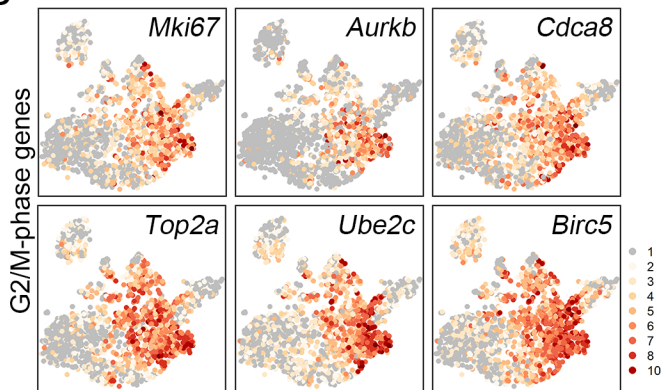 Mki67
Aurkb
Cdca8
G2/M-phase genes
Top2a
Ube2c
Birc5
1
2
3
4
5
6
7
8
10